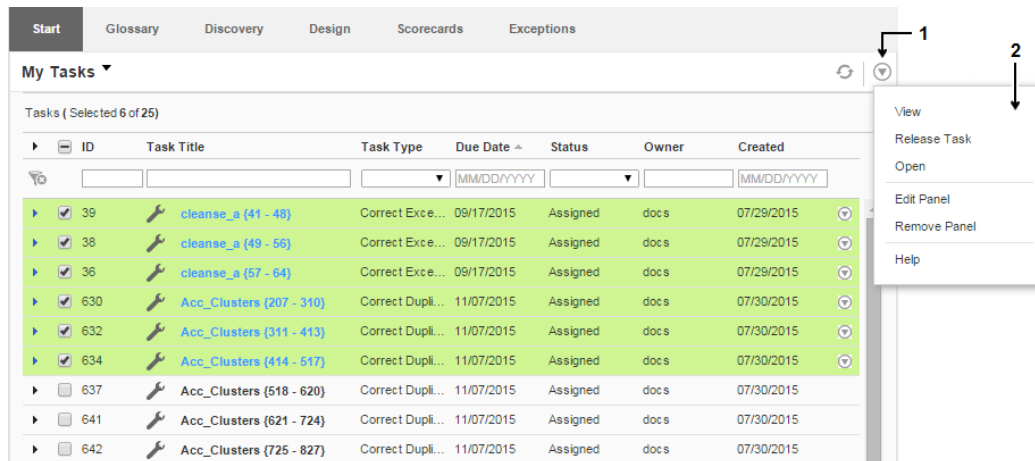 Start Glossary Discovery Design Scorecards Exceptions
1
2
My Tasks
Tasks ( Selected 6 of 25)
ID Task Title Task Type Due Date Status Owner Created
MM/DD/YYYY MM/DD/YYYY
39 cleanse_a {41 - 48} Correct Exce... 09/17/2015 Assigned docs 07/29/2015
38 cleanse_a {49 - 56} Correct Exce... 09/17/2015 Assigned docs 07/29/2015
36 cleanse_a {57 - 64} Correct Exce... 09/17/2015 Assigned docs 07/29/2015
630 Acc_Clusters {207 - 310} Correct Dupli... 11/07/2015 Assigned docs 07/30/2015
632 Acc_Clusters {311 - 413} Correct Dupli... 11/07/2015 Assigned docs 07/30/2015
634 Acc_Clusters {414 - 517} Correct Dupli... 11/07/2015 Assigned docs 07/30/2015
637 Acc_Clusters {518 - 620} Correct Dupli... 11/07/2015 Assigned docs 07/30/2015
641 Acc_Clusters {621 - 724} Correct Dupli... 11/07/2015 Assigned docs 07/30/2015
642 Acc_Clusters {725 - 827} Correct Dupli... 11/07/2015 Assigned docs 07/30/2015
View
Release Task
Open
Edit Panel
Remove Panel
Help